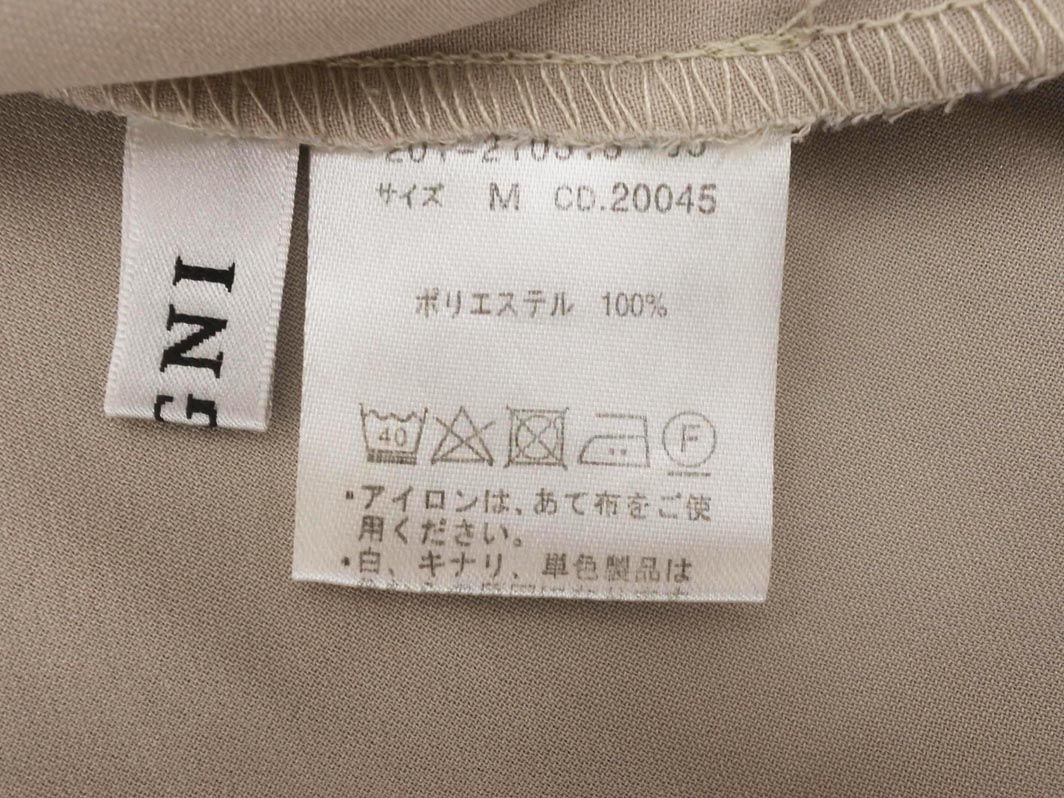 GNI
サイズ M CD.20045
ポリエステル 100%
40
F
・アイロンは、あて布をご使
用ください。
・白、キナリ、単色製品は